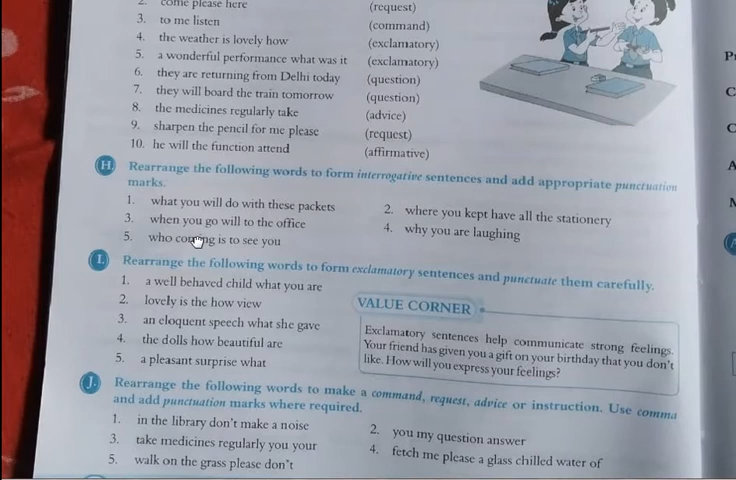 2. come please here (request)
3. to me listen (command)
4. the weather is lovely how (exclamatory)
5. a wonderful performance what was it (exclamatory)
6. they are returning from Delhi today (question)
7. they will board the train tomorrow (question)
8. the medicines regularly take (advice)
9. sharpen the pencil for me please (request)
10. he will the function attend (affirmative)
H. Rearrange the following words to form interrogative sentences and add appropriate punctuation
marks.
1. what you will do with these packets
2. where you kept have all the stationery
3. when you go will to the office
4. why you are laughing
5. who coming is to see you
I. Rearrange the following words to form exclamatory sentences and punctuate them carefully.
1. a well behaved child what you are
2. lovely is the how view
3. an eloquent speech what she gave
4. the dolls how beautiful are
5. a pleasant surprise what
VALUE CORNER
Exclamatory sentences help communicate strong feelings.
Your friend has given you a gift on your birthday that you don't
like. How will you express your feelings?
J. Rearrange the following words to make a command, request, advice or instruction. Use comma
and add punctuation marks where required.
1. in the library don't make a noise
2. you my question answer
3. take medicines regularly you your
4. fetch me please a glass chilled water of
5. walk on the grass please don't